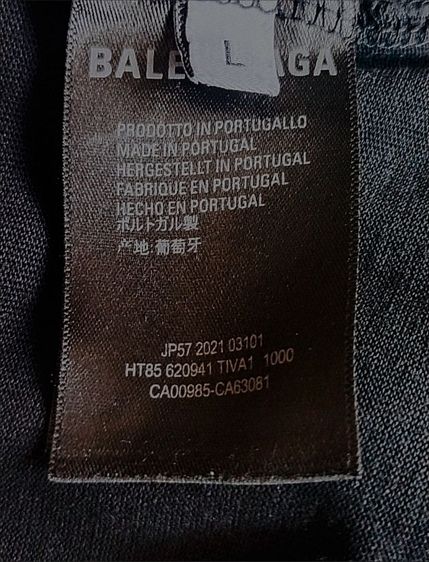 L
BALE AGA
PRODOTTO IN PORTUGALLO
MADE IN PORTUGAL
HERGESTELLT IN PORTUGAL
FABRIQUE EN PORTUGAL
HECHO EN PORTUGAL
ポルトガル製
产地:葡萄牙
JP57 2021 03101
HT85 620941 TIVA1 1000
CA00985-CA63081